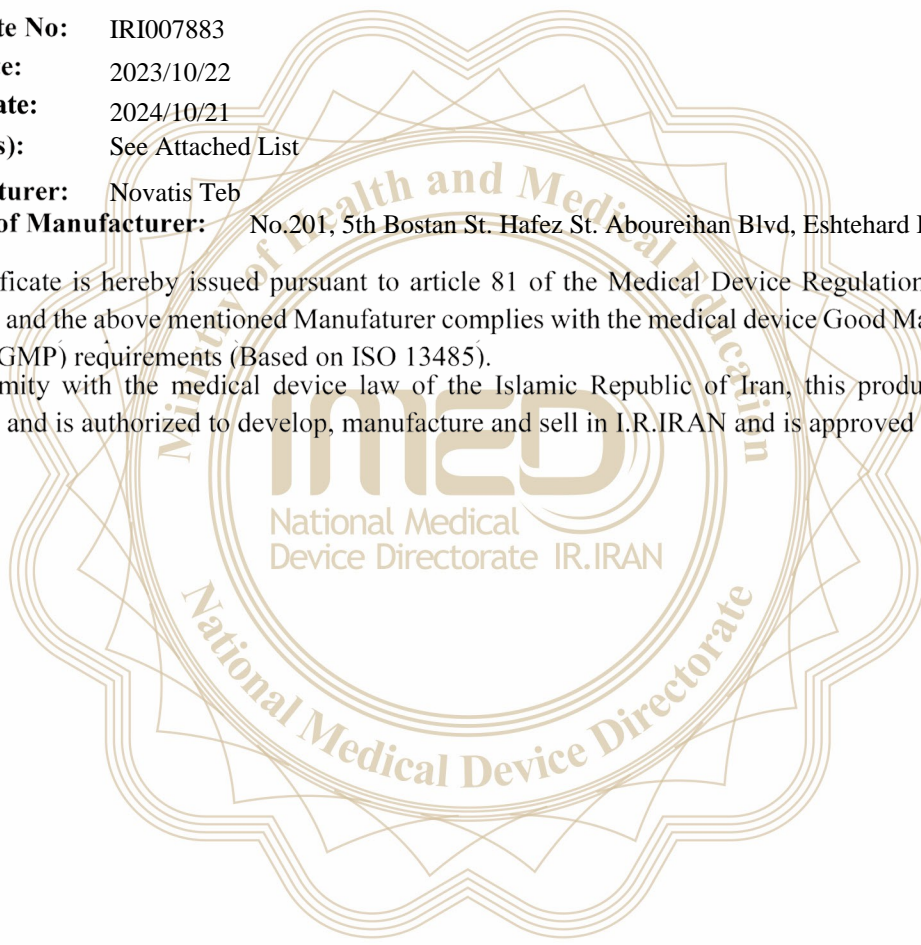 te No: IRI007883
e: 2023/10/22
ate: 2024/10/21
s): See Attached List
turer: Novatis Teb
of Manufacturer: No.201, 5th Bostan St. Hafez St. Aboureihan Blvd, Eshtehard I
ficate is hereby issued pursuant to article 81 of the Medical Device Regulation
and the above mentioned Manufaturer complies with the medical device Good Ma
GMP) requirements (Based on ISO 13485).
mity with the medical device law of the Islamic Republic of Iran, this produ
and is authorized to develop, manufacture and sell in I.R.IRAN and is approved
Ministry of Health and Medical Education
IMED
National Medical
Device Directorate IR.IRAN
National Medical Device Directorate